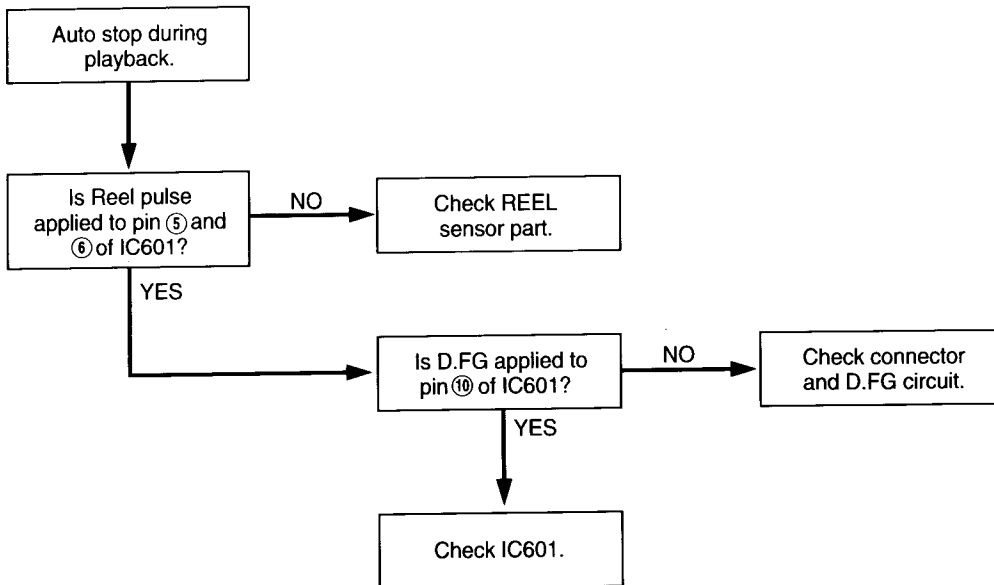 Auto stop during
playback.
Is Reel pulse
applied to pin ⑤ and
⑥ of IC601?
NO
Check REEL
sensor part.
YES
Is D.FG applied to
pin ⑩ of IC601?
NO
Check connector
and D.FG circuit.
YES
Check IC601.